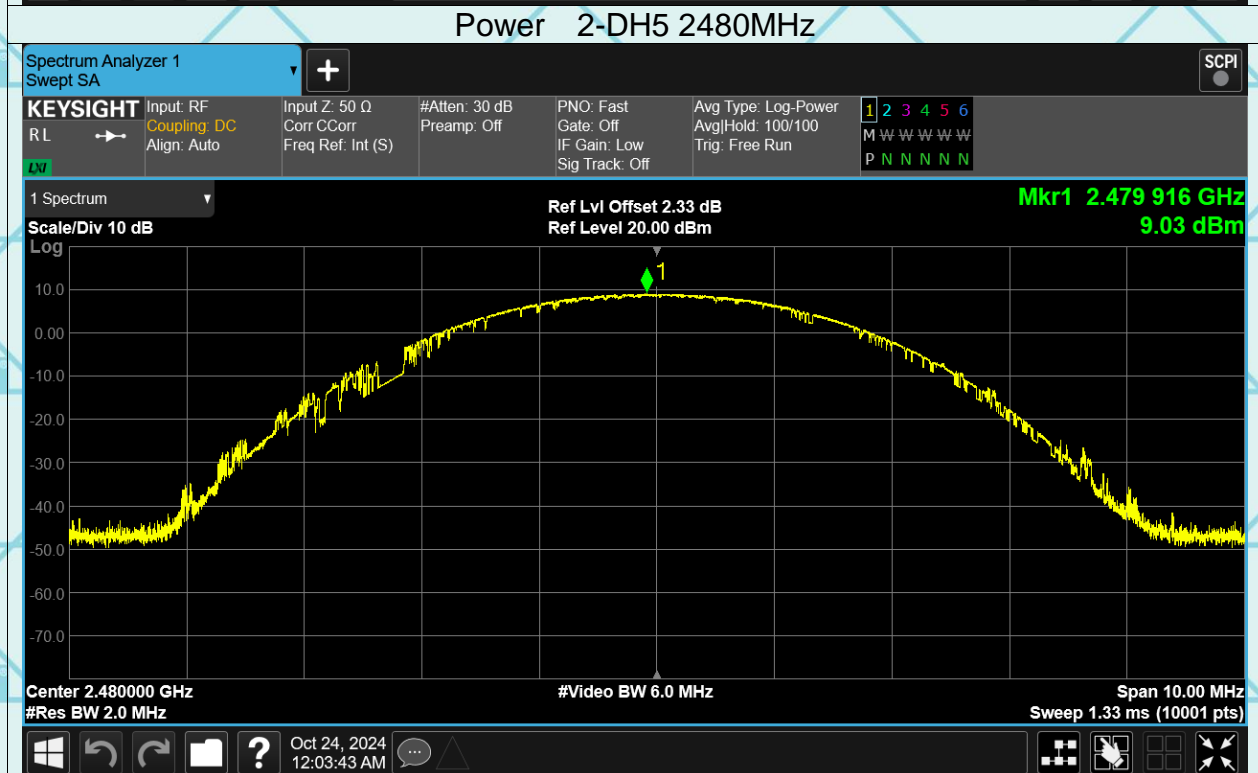 Power 2-DH5 2480MHz
Spectrum Analyzer 1
Swept SA
SCPI
KEYSIGHT
R L
LXI
Input: RF
Coupling: DC
Align: Auto
Input Z: 50 Ω
Corr CCorr
Freq Ref: Int (S)
#Atten: 30 dB
Preamp: Off
PNO: Fast
Gate: Off
IF Gain: Low
Sig Track: Off
Avg Type: Log-Power
Avg|Hold: 100/100
Trig: Free Run
1 2 3 4 5 6
M W W W W W
P N N N N N
1 Spectrum
Scale/Div 10 dB
Ref Lvl Offset 2.33 dB
Ref Level 20.00 dBm
Mkr1 2.479 916 GHz
9.03 dBm
Log
1
10.0
0.00
-10.0
-20.0
-30.0
-40.0
-50.0
-60.0
-70.0
Center 2.480000 GHz
#Res BW 2.0 MHz
#Video BW 6.0 MHz
Span 10.00 MHz
Sweep 1.33 ms (10001 pts)
?
Oct 24, 2024
12:03:43 AM